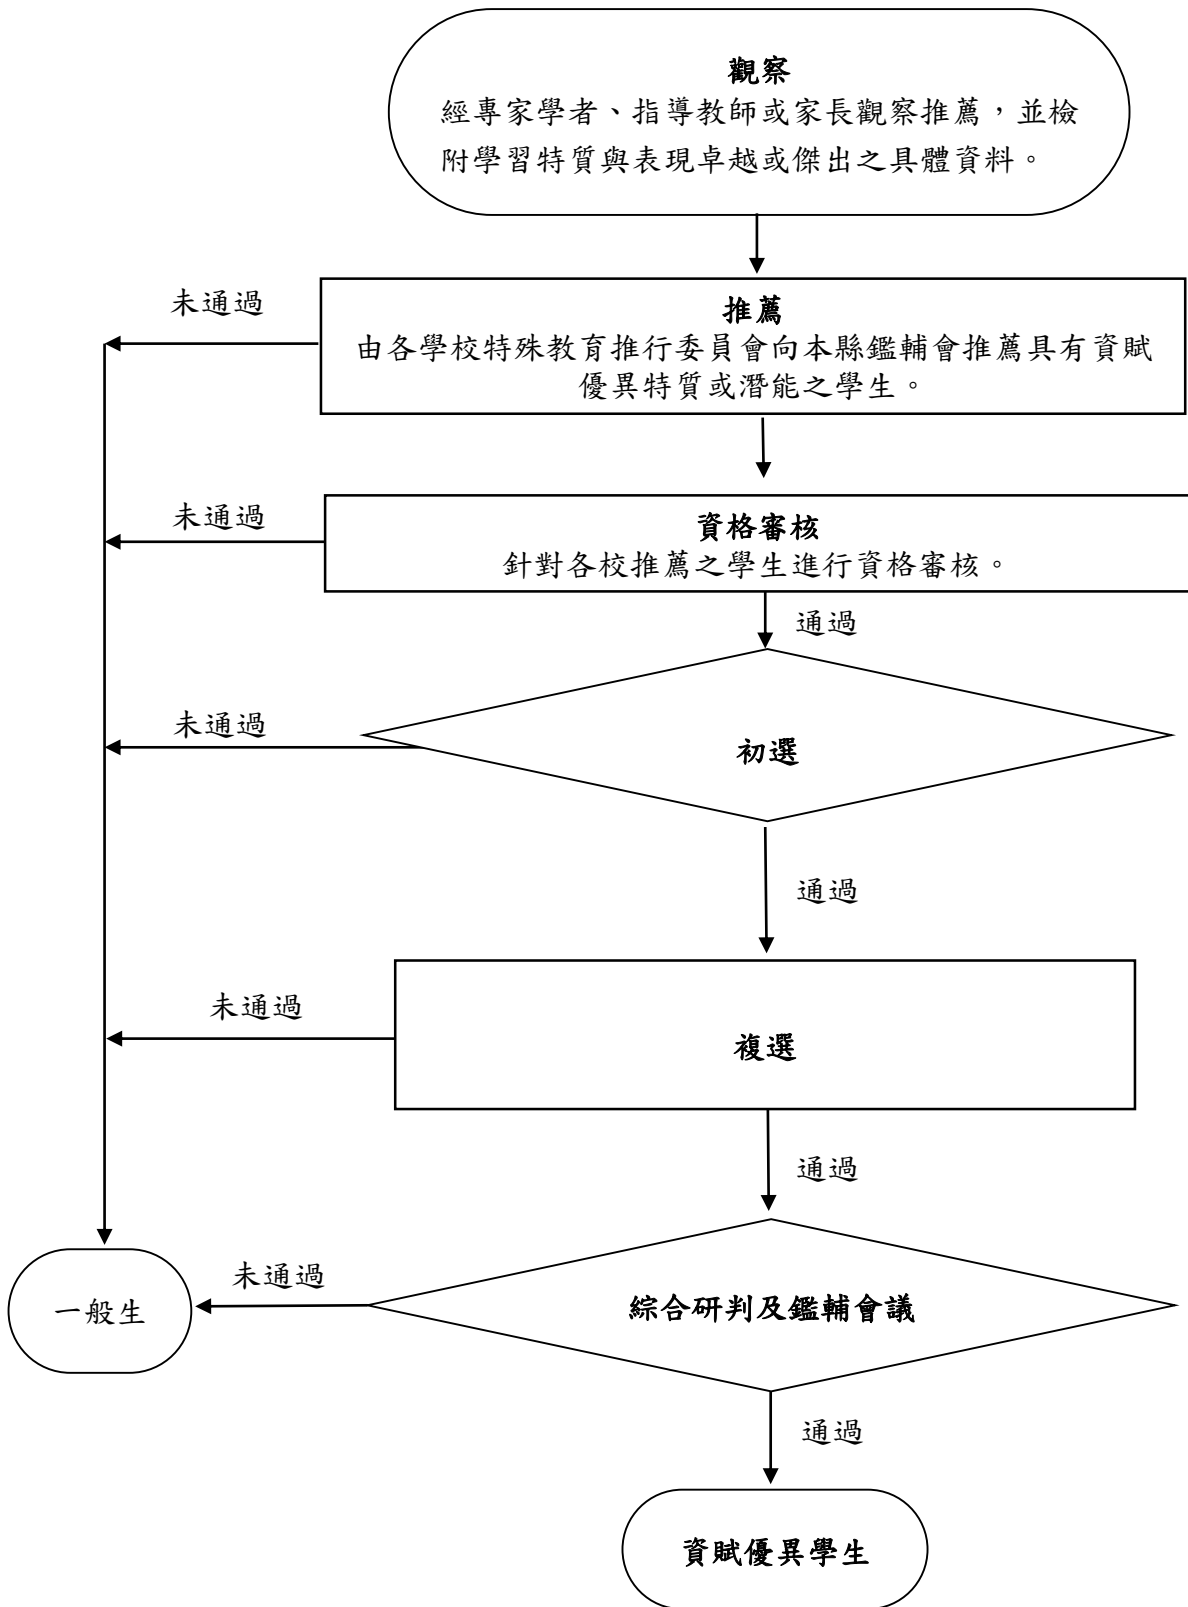 觀察
經專家學者、指導教師或家長觀察推薦，並檢
附學習特質與表現卓越或傑出之具體資料。
未通過
推薦
由各學校特殊教育推行委員會向本縣鑑輔會推薦具有資賦
優異特質或潛能之學生。
未通過
資格審核
針對各校推薦之學生進行資格審核。
通過
未通過
初選
通過
未通過
複選
通過
未通過
一般生
綜合研判及鑑輔會議
通過
資賦優異學生